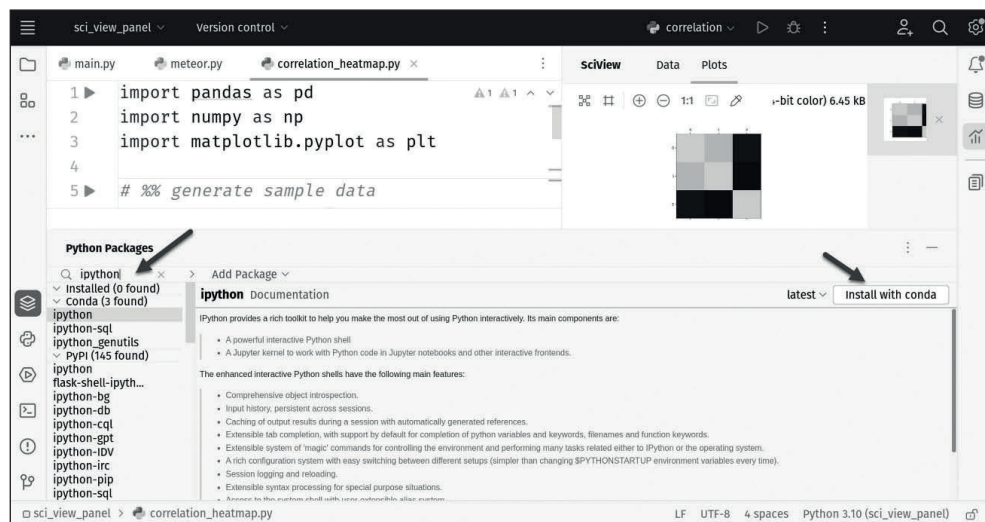 sci_view_panel Version control correlation
main.py meteor.py correlation_heatmap.py
1 import pandas as pd
2 import numpy as np
3 import matplotlib.pyplot as plt
4
5 # %% generate sample data
1 1
SciView Data Plots
1:1 -bit color) 6.45 kB
Python Packages
ipython
Add Package
Installed (0 found)
Conda (3 found)
ipython
ipython-sql
ipython_genutils
PyPI (145 found)
ipython
flask-shell-ipyth...
ipython-bg
ipython-db
ipython-cql
ipython-gpt
ipython-IDV
ipython-irc
ipython-pip
ipython-sql
ipython Documentation
latest Install with conda
IPython provides a rich toolkit to help you make the most out of using Python interactively. Its main components are:
• A powerful interactive Python shell
• A Jupyter kernel to work with Python code in Jupyter notebooks and other interactive frontends.
The enhanced interactive Python shells have the following main features:
• Comprehensive object introspection.
• Input history, persistent across sessions.
• Caching of output results during a session with automatically generated references.
• Extensible tab completion, with support by default for completion of python variables and keywords, filenames and function keywords.
• Extensible system of 'magic' commands for controlling the environment and performing many tasks related either to IPython or the operating system.
• A rich configuration system with easy switching between different setups (simpler than changing $PYTHONSTARTUP environment variables every time).
• Session logging and reloading.
• Extensible syntax processing for special purpose situations.
• Access to the system shell with user-extensible alias system.
sci_view_panel > correlation_heatmap.py
LF UTF-8 4 spaces Python 3.10 (sci_view_panel)